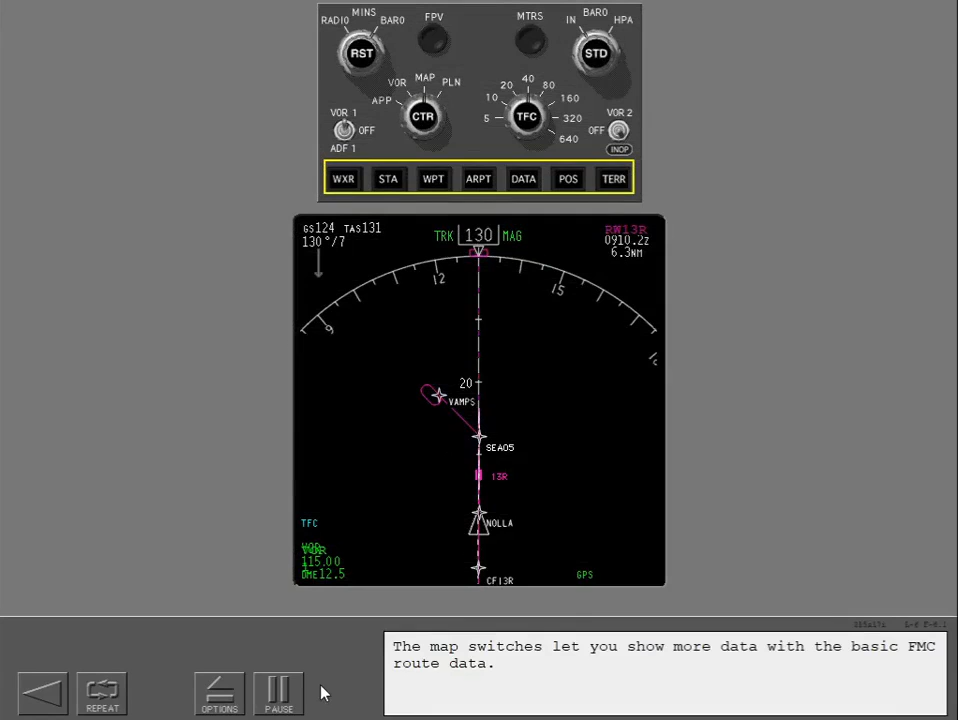 MINS
RADIO BARO
RST
FPV
MTRS
BARO
IN HPA
STD
VOR MAP PLN
APP
CTR
VOR 1
OFF
ADF 1
5 10 20 40 80 160 320 640
TFC
VOR 2
OFF
INOP
WXR STA WPT ARPT DATA POS TERR
GS124 TAS131
130°/7
TRK 130 MAG
RW13R
0910.2z
6.3NM
12
15
9
20
VAMPS
SEA05
13R
NOLLA
TFC
115.00
DME12.5
GPS
CF13R
The map switches let you show more data with the basic FMC
route data.
REPEAT
OPTIONS
PAUSE